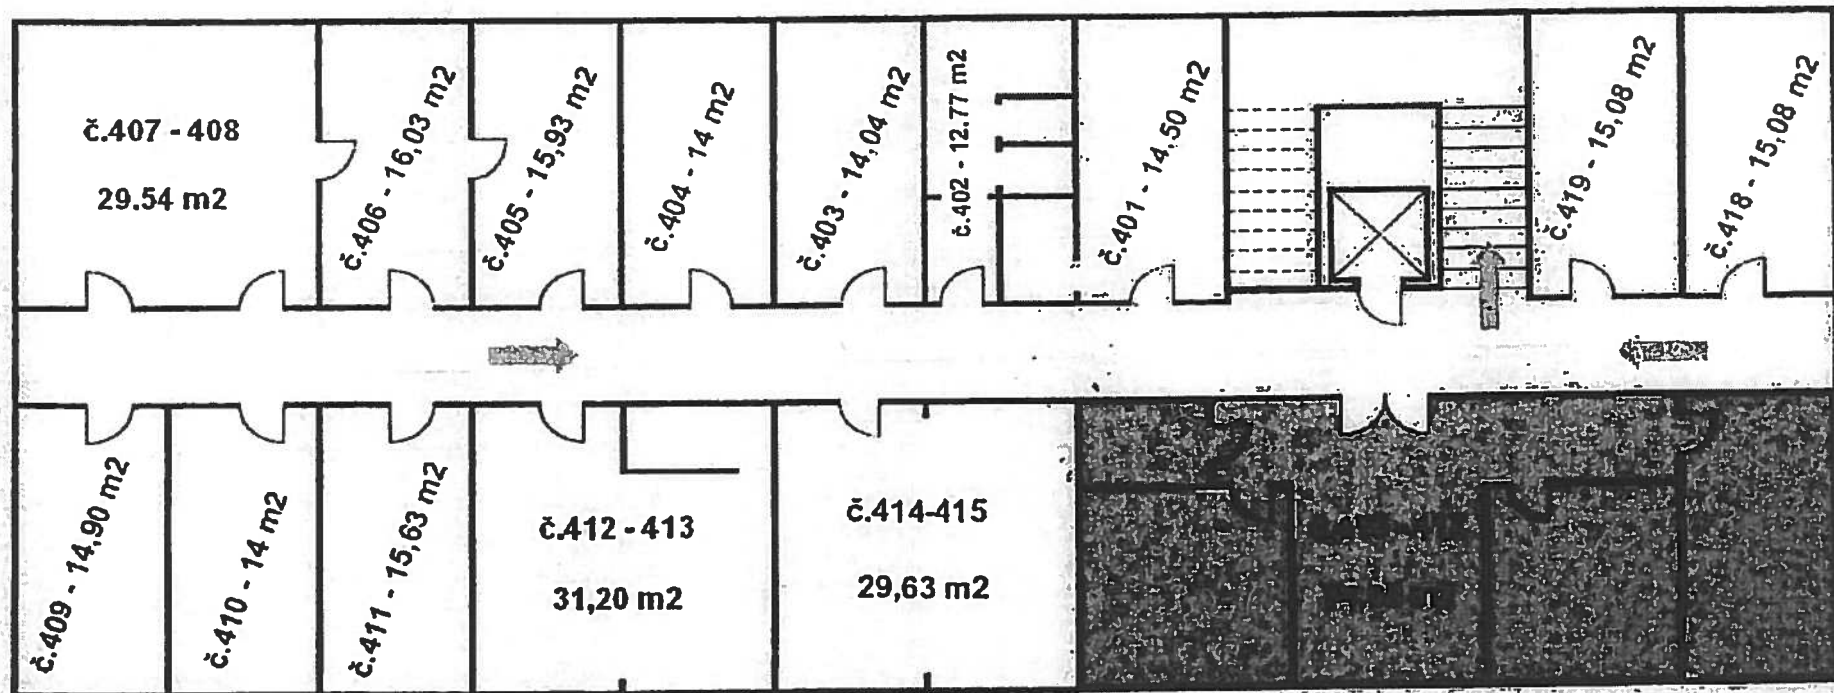 č.407 - 408
29.54 m2
č.406 - 16,03 m2
č.405 - 15,93 m2
č.404 - 14 m2
č.403 - 14,04 m2
č.402 - 12.77 m2
č.401 - 14,50 m2
č.419 - 15,08 m2
č.418 - 15,08 m2
č.409 - 14,90 m2
č.410 - 14 m2
č.411 - 15,63 m2
č.412 - 413
31,20 m2
č.414-415
29,63 m2